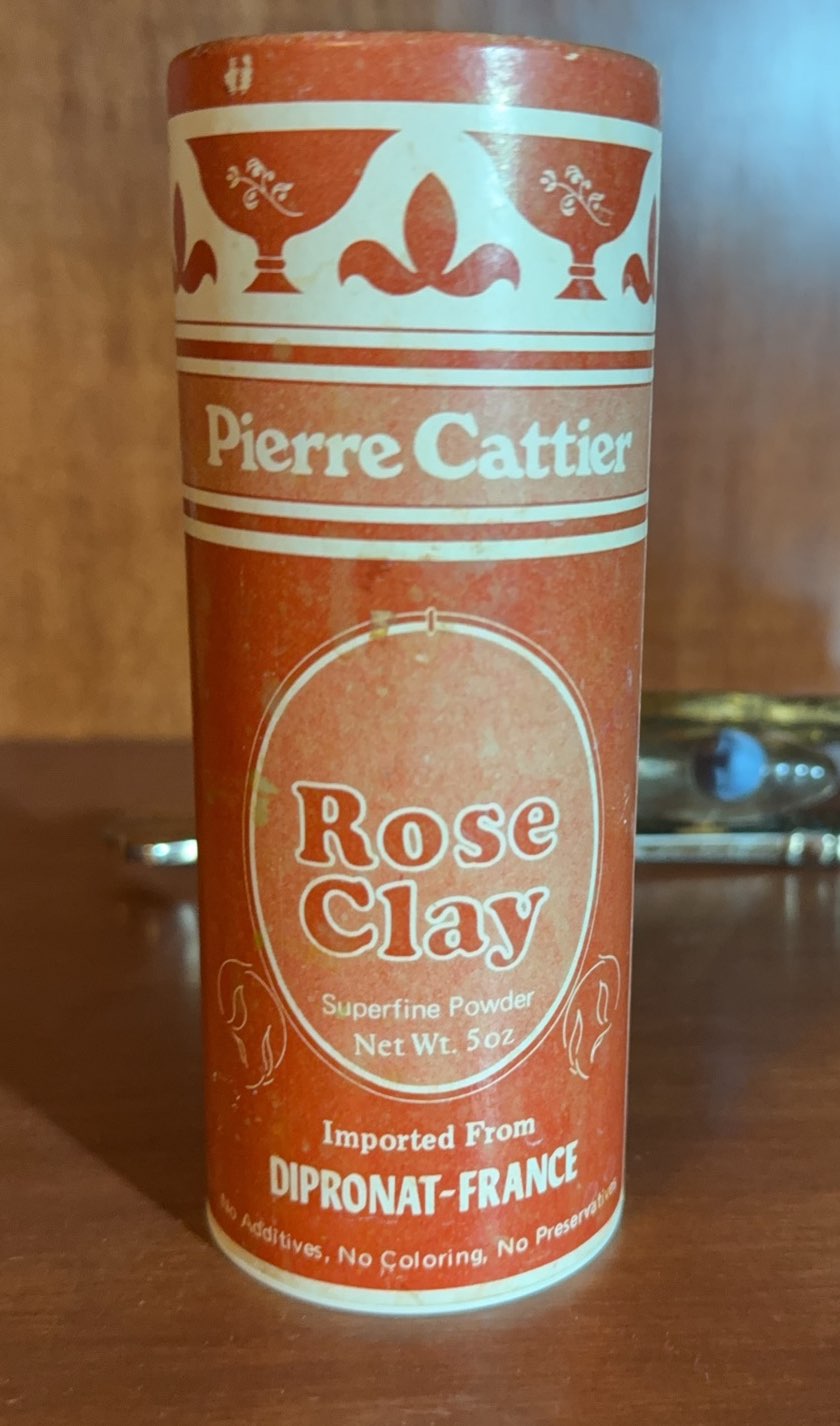 Pierre Cattier
Rose
Clay
Superfine Powder
Net Wt. 5oz
Imported From
DIPRONAT-FRANCE
No Additives, No Coloring, No Preservatives